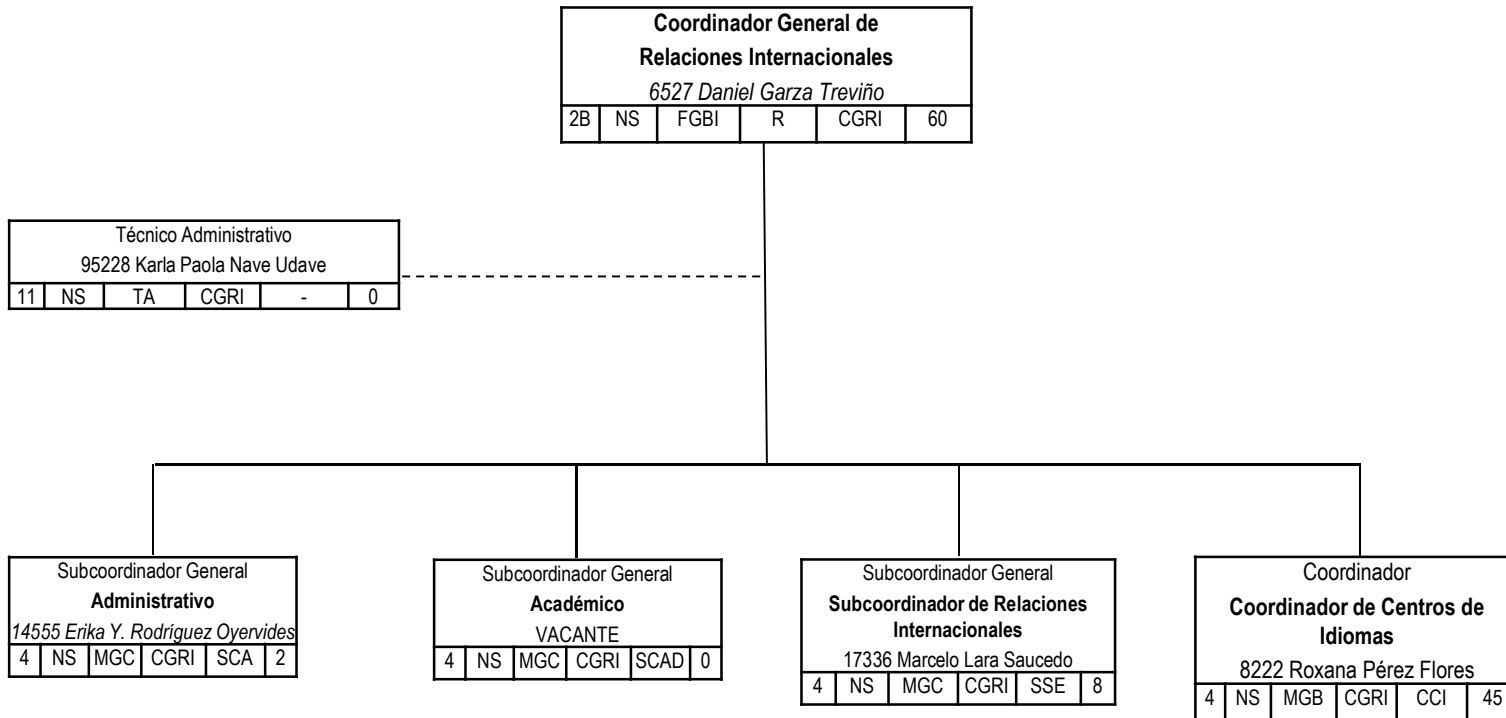 Coordinador General de
Relaciones Internacionales
6527 Daniel Garza Treviño
2B NS FGBI R CGRI 60
Técnico Administrativo
95228 Karla Paola Nave Udave
11 NS TA CGRI - 0
Subcoordinador General
Administrativo
14555 Erika Y. Rodríguez Oyervides
4 NS MGC CGRI SCA 2
Subcoordinador General
Académico
VACANTE
4 NS MGC CGRI SCAD 0
Subcoordinador General
Subcoordinador de Relaciones
Internacionales
17336 Marcelo Lara Saucedo
4 NS MGC CGRI SSE 8
Coordinador
Coordinador de Centros de
Idiomas
8222 Roxana Pérez Flores
4 NS MGB CGRI CCI 45